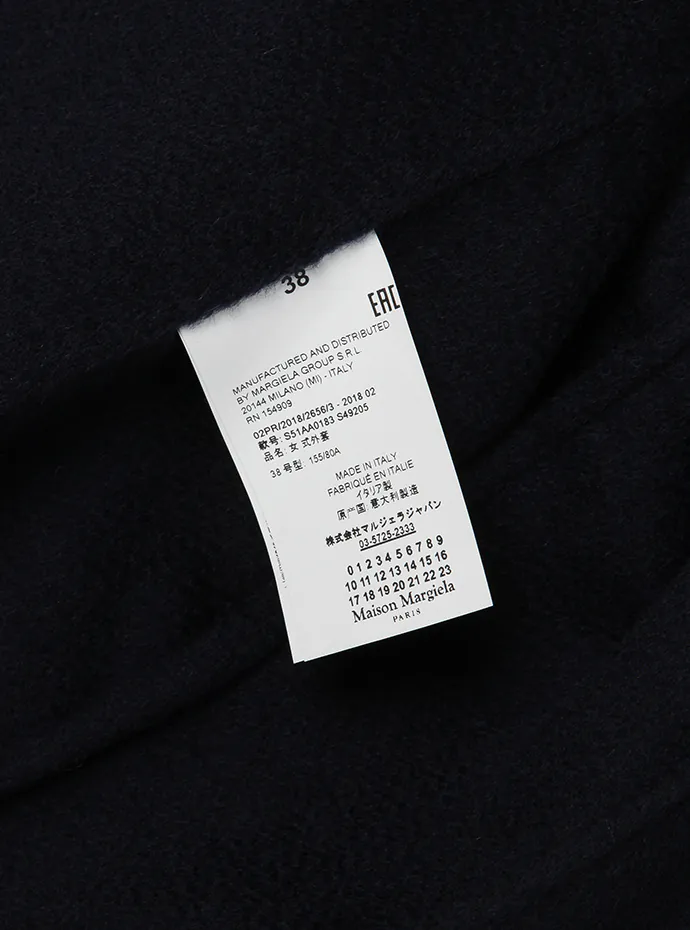 38
EAC
MANUFACTURED AND DISTRIBUTED
BY MARGIELA GROUP S.R.L.
20144 MILANO (MI) - ITALY
RN 154909
02PR/2018/2656/3 - 2018 02
款号: S51AA0183 S49205
品名: 女式外套
38 号型: 155/80A
MADE IN ITALY
FABRIQUÉ EN ITALIE
イタリア製
原产国: 意大利製造
株式会社マルジェラジャパン
03-5725-2333
0 1 2 3 4 5 6 7 8 9
10 11 12 13 14 15 16
17 18 19 20 21 22 23
Maison Margiela
PARIS